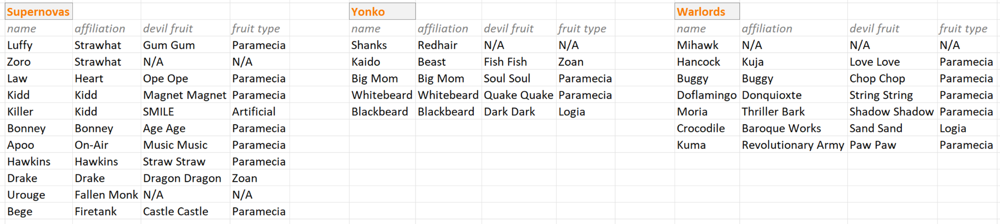 Supernovas Yonko Warlords
name affiliation devil fruit fruit type name affiliation devil fruit fruit type name affiliation devil fruit fruit type
Luffy Strawhat Gum Gum Paramecia Shanks Redhair N/A N/A Mihawk N/A N/A N/A
Zoro Strawhat N/A N/A Kaido Beast Fish Fish Zoan Hancock Kuja Love Love Paramecia
Law Heart Ope Ope Paramecia Big Mom Big Mom Soul Soul Paramecia Buggy Buggy Chop Chop Paramecia
Kidd Kidd Magnet Magnet Paramecia Whitebeard Whitebeard Quake Quake Paramecia Doflamingo Donquioxte String String Paramecia
Killer Kidd SMILE Artificial Blackbeard Blackbeard Dark Dark Logia Moria Thriller Bark Shadow Shadow Paramecia
Bonney Bonney Age Age Paramecia Crocodile Baroque Works Sand Sand Logia
Apoo On-Air Music Music Paramecia Kuma Revolutionary Army Paw Paw Paramecia
Hawkins Hawkins Straw Straw Paramecia
Drake Drake Dragon Dragon Zoan
Urouge Fallen Monk N/A N/A
Bege Firetank Castle Castle Paramecia